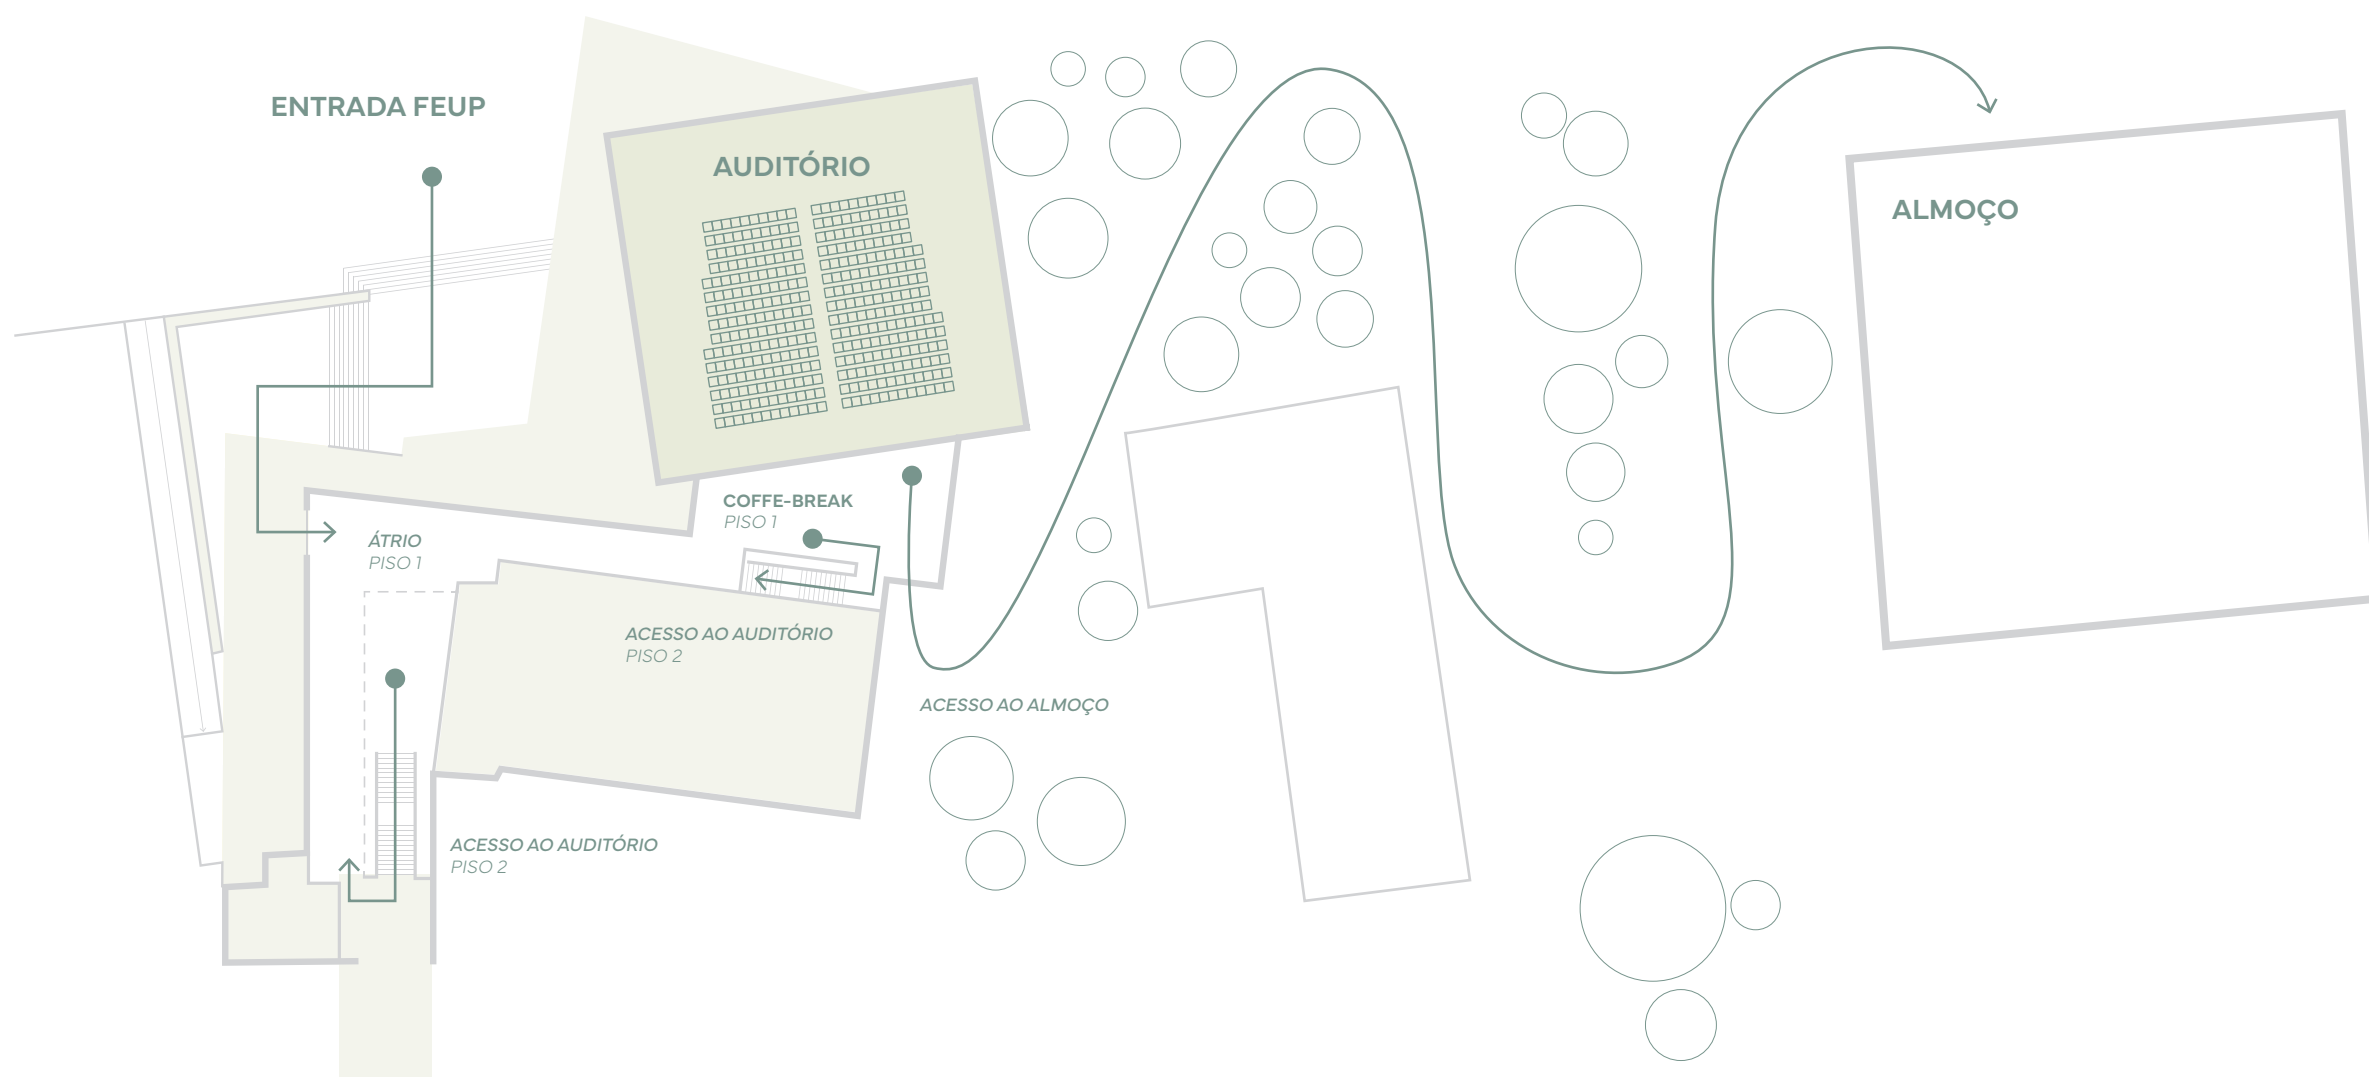 ENTRADA FEUP
AUDITÓRIO
ALMOÇO
COFFE-BREAK
PISO 1
ÁTRIO
PISO 1
ACESSO AO AUDITÓRIO
PISO 2
ACESSO AO ALMOÇO
ACESSO AO AUDITÓRIO
PISO 2